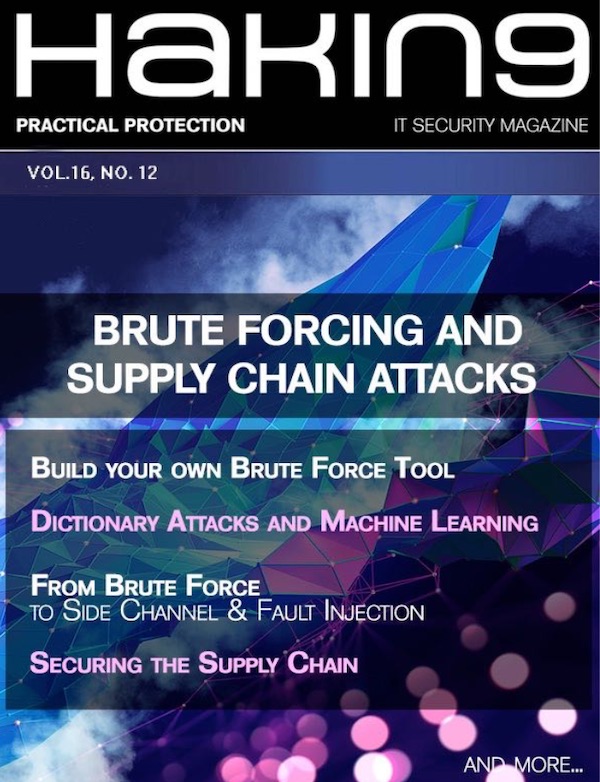 Hakin9
PRACTICAL PROTECTION
IT SECURITY MAGAZINE
VOL.16, NO. 12
BRUTE FORCING AND
SUPPLY CHAIN ATTACKS
BUILD YOUR OWN BRUTE FORCE TOOL
DICTIONARY ATTACKS AND MACHINE LEARNING
FROM BRUTE FORCE
TO SIDE CHANNEL & FAULT INJECTION
SECURING THE SUPPLY CHAIN
AND MORE...